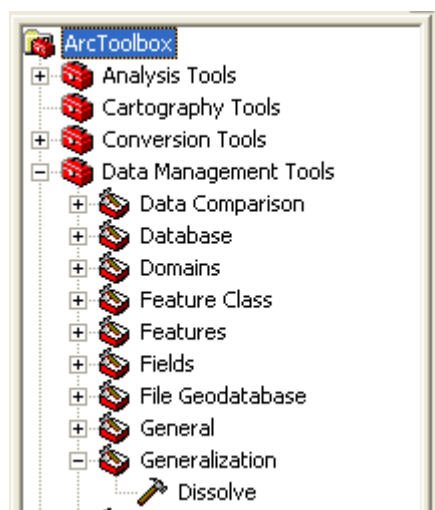 ArcToolbox
Analysis Tools
Cartography Tools
Conversion Tools
Data Management Tools
Data Comparison
Database
Domains
Feature Class
Features
Fields
File Geodatabase
General
Generalization
Dissolve